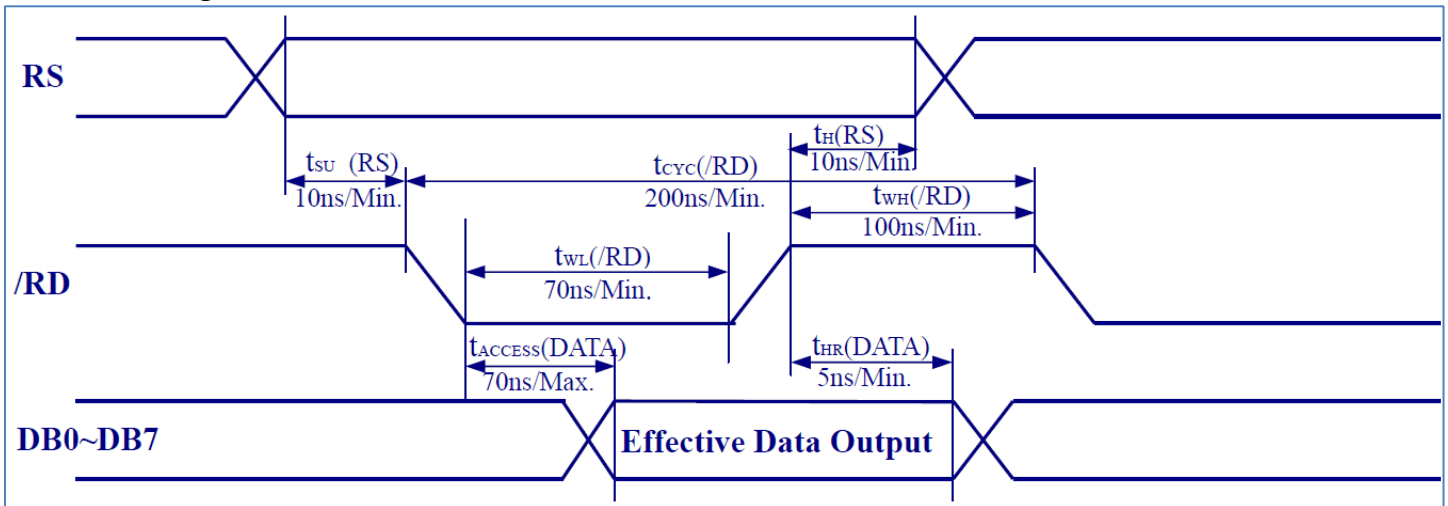 RS
tH(RS)
10ns/Min.
tSU (RS)
10ns/Min.
tCYC(/RD)
200ns/Min.
tWH(/RD)
100ns/Min.
/RD
tWL(/RD)
70ns/Min.
tACCESS(DATA)
70ns/Max.
tHR(DATA)
5ns/Min.
DB0~DB7
Effective Data Output